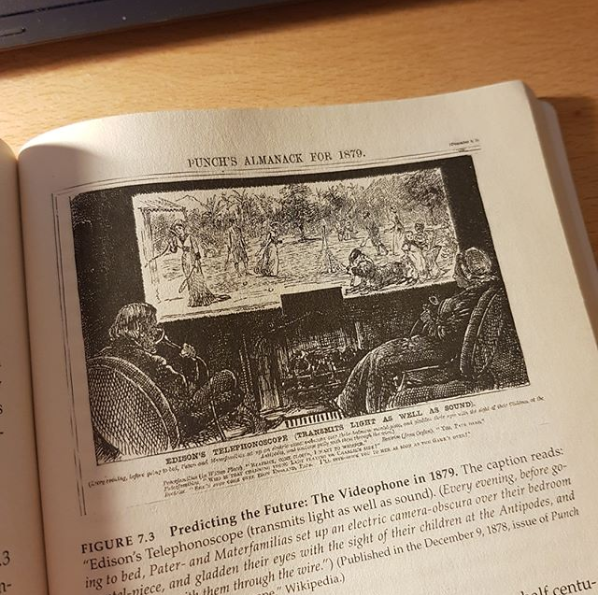 PUNCH'S ALMANACK FOR 1879.
EDISON'S TELEPHONOSCOPE (TRANSMITS LIGHT AS WELL AS SOUND).
(Every evening, before going to bed, Pater- and Materfamilias set up an electric camera-obscura over their bedroom mantel-piece, and gladden their eyes with the sight of their Children at the
Antipodes, and converse gaily with them through the wire.)
FIGURE 7.3 Predicting the Future: The Videophone in 1879. The caption reads:
"Edison's Telephonoscope (transmits light as well as sound). (Every evening, before go-
ing to bed, Pater- and Materfamilias set up an electric camera-obscura over their bedroom
-piece, and gladden their eyes with the sight of their children at the Antipodes, and
with them through the wire.") (Published in the December 9, 1878, issue of Punch
Wikipedia.)
half centu-
.3
n-
s